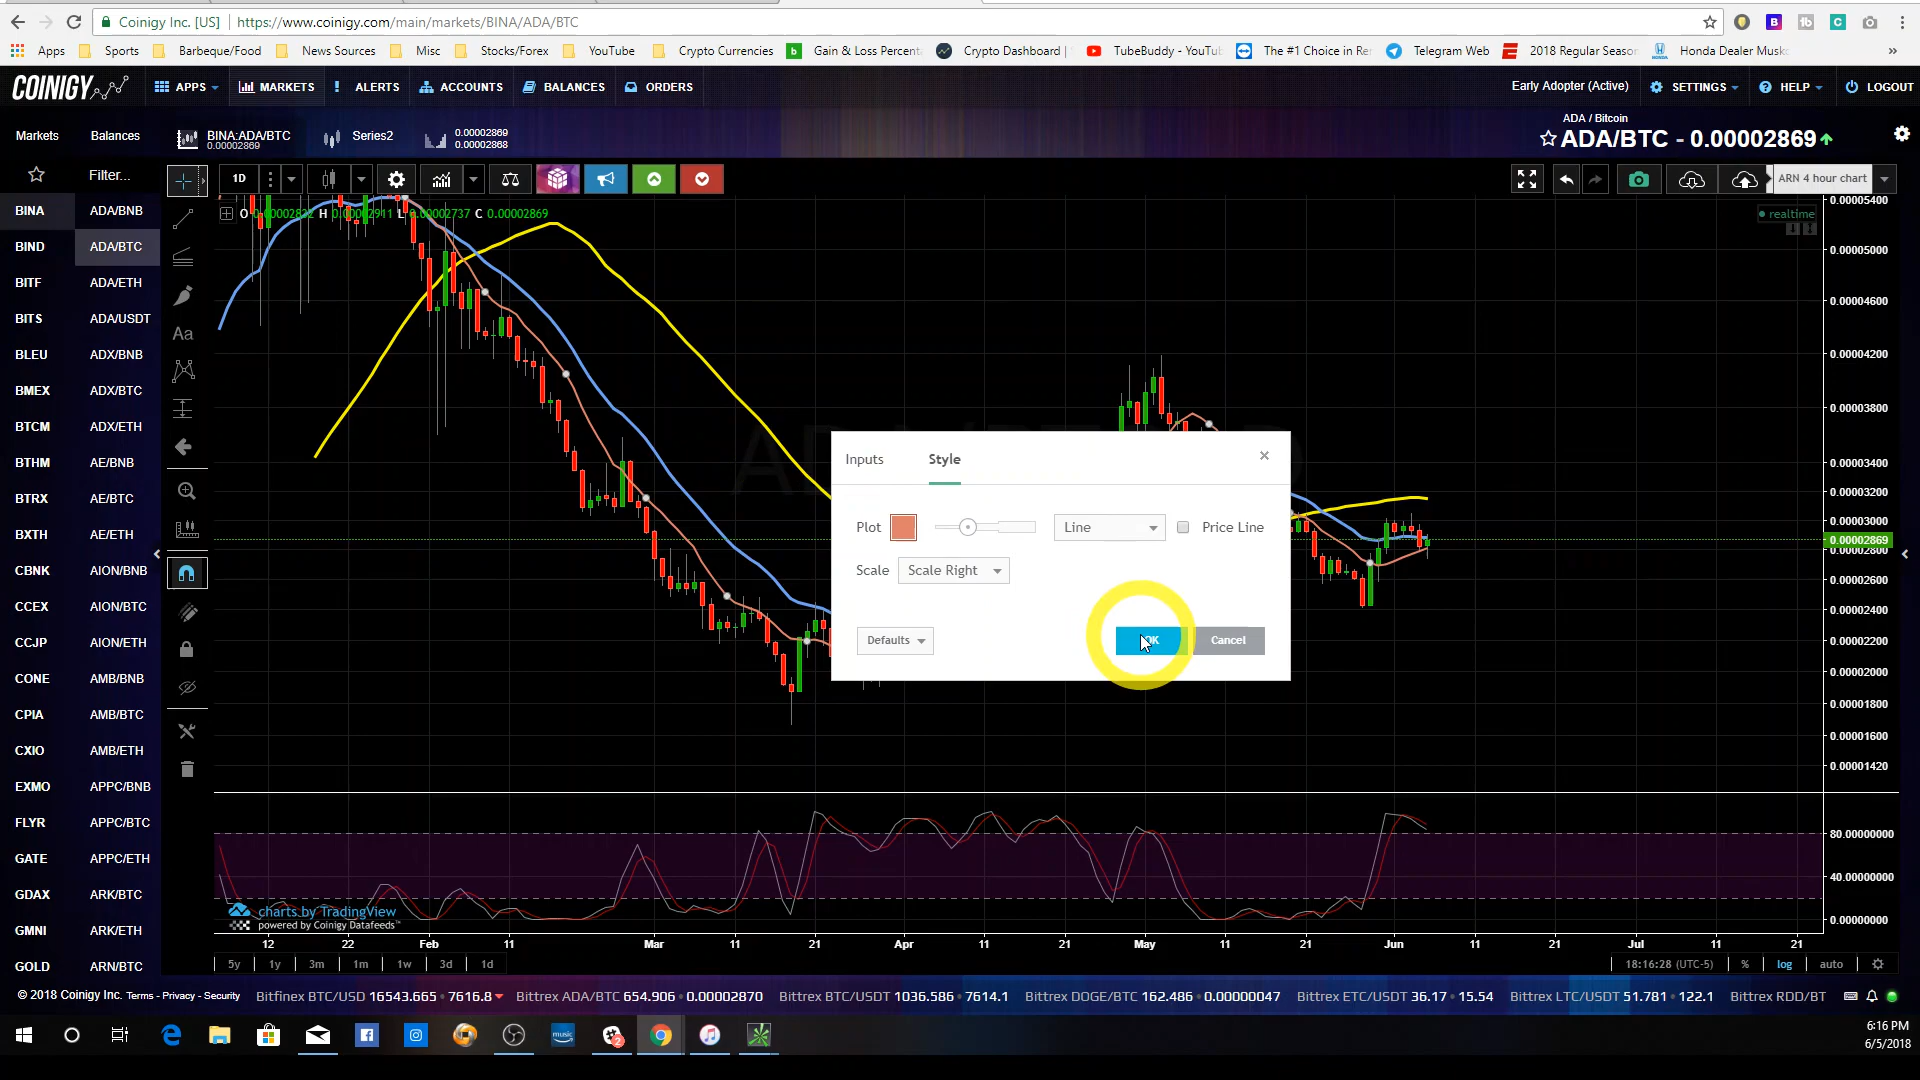 Coinigy Inc. [US] https://www.coinigy.com/main/markets/BINA/ADA/BTC
Apps Sports Barbeque/Food News Sources Misc Stocks/Forex YouTube Crypto Currencies Gain & Loss Percent Crypto Dashboard TubeBuddy - YouTu The #1 Choice in Re Telegram Web 2018 Regular Seaso Honda Dealer Musk »
COINIGY APPS MARKETS ALERTS ACCOUNTS BALANCES ORDERS Early Adopter (Active) SETTINGS HELP LOGOUT
Markets Balances BINA:ADA/BTC 0.00002869 Series2 0.00002869 0.00002868
ADA / Bitcoin
ADA/BTC - 0.00002869
Filter... 1D ARN 4 hour chart
O 0.00002822 H 0.00002911 L 0.00002737 C 0.00002869
realtime
BINA ADA/BNB
BIND ADA/BTC
BITF ADA/ETH
BITS ADA/USDT
BLEU ADX/BNB
BMEX ADX/BTC
BTCM ADX/ETH
BTHM AE/BNB
BTRX AE/BTC
BXTH AE/ETH
CBNK AION/BNB
CCEX AION/BTC
CCJP AION/ETH
CONE AMB/BNB
CPIA AMB/BTC
CXIO AMB/ETH
EXMO APPC/BNB
FLYR APPC/BTC
GATE APPC/ETH
GDAX ARK/BTC
GMNI ARK/ETH
GOLD ARN/BTC
Aa
Inputs Style ×
Plot Line Price Line
Scale Scale Right
Defaults OK Cancel
0.00005400
0.00005000
0.00004600
0.00004200
0.00003800
0.00003400
0.00003200
0.00003000
0.00002869
0.00002800
0.00002600
0.00002400
0.00002200
0.00002000
0.00001800
0.00001600
0.00001420
80.00000000
40.00000000
0.00000000
charts by TradingView
powered by Coinigy Datafeeds™
12 22 Feb 11 Mar 11 21 Apr 11 21 May 11 21 Jun 11 21 Jul 11 21
5y 1y 3m 1m 1w 3d 1d 18:16:28 (UTC-5) % log auto
© 2018 Coinigy Inc. Terms - Privacy - Security Bitfinex BTC/USD 16543.665 • 7616.8 Bittrex ADA/BTC 654.906 • 0.00002870 Bittrex BTC/USDT 1036.586 • 7614.1 Bittrex DOGE/BTC 162.486 • 0.00000047 Bittrex ETC/USDT 36.17 • 15.54 Bittrex LTC/USDT 51.781 • 122.1 Bittrex RDD/BT
music 2
6:16 PM
6/5/2018